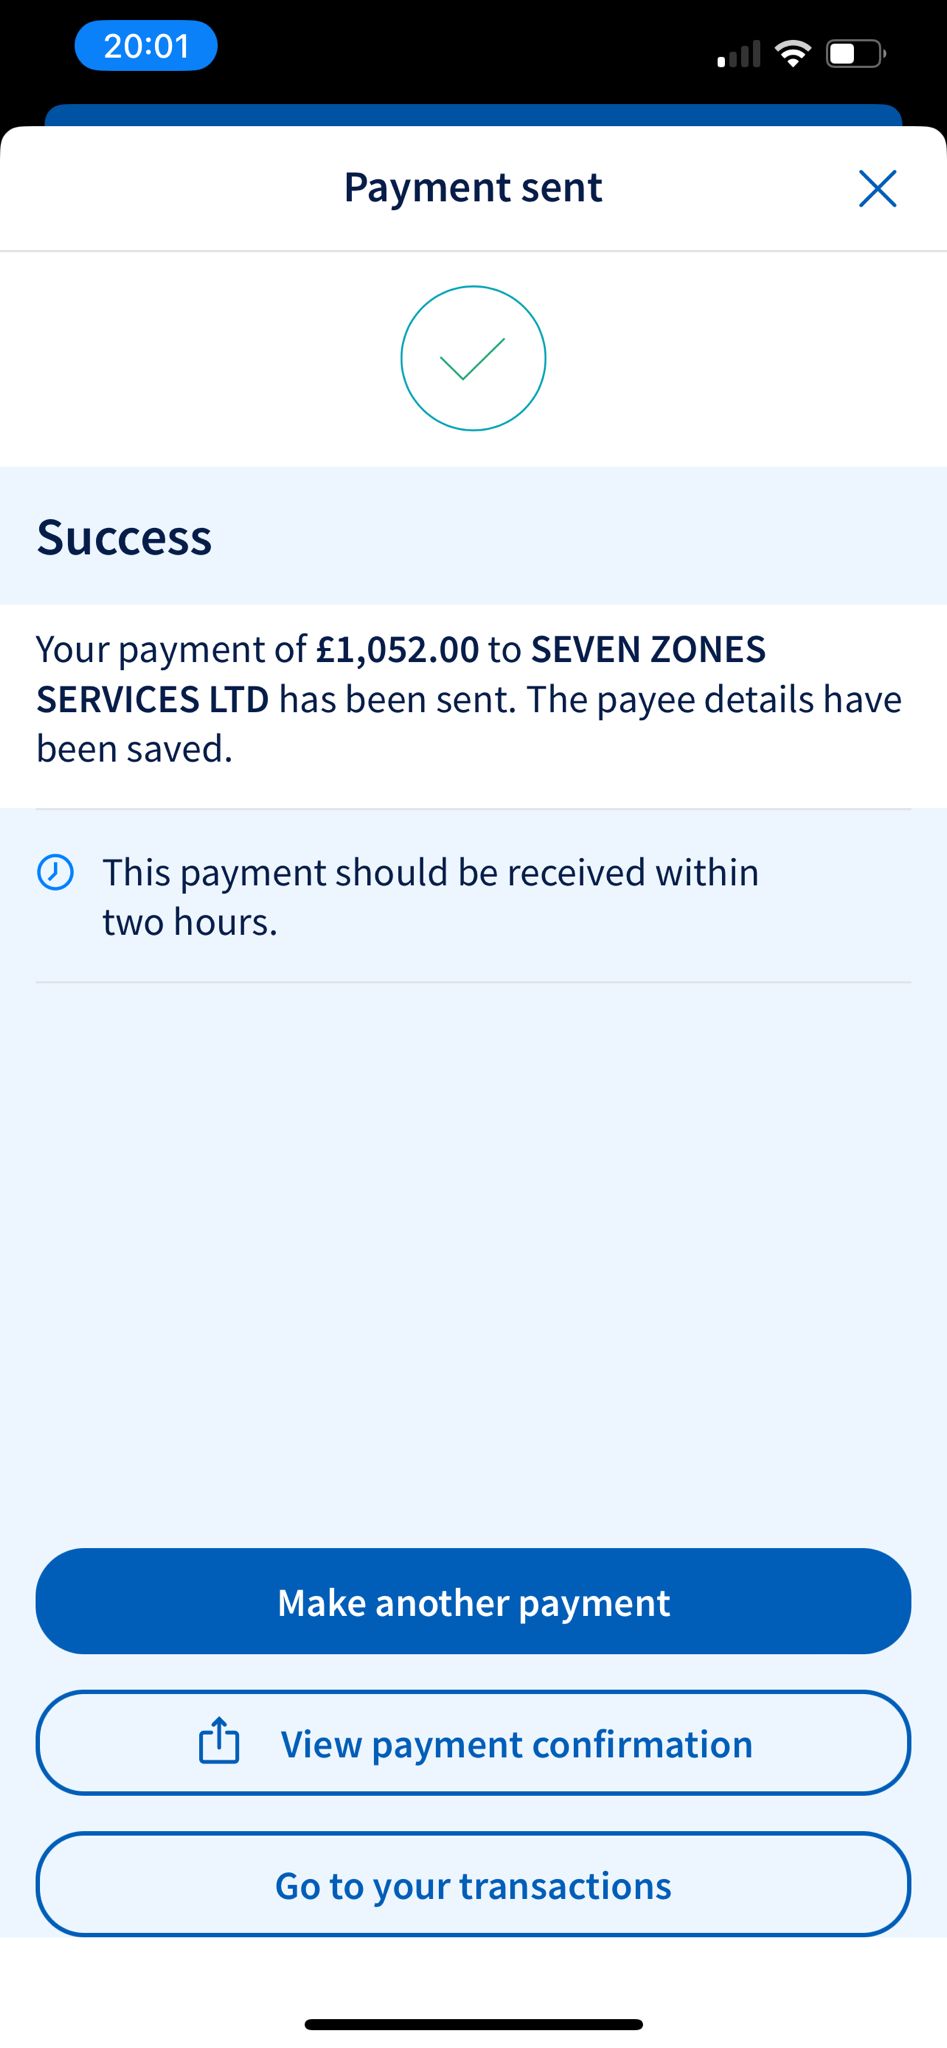 20:01
Payment sent
Success
Your payment of £1,052.00 to SEVEN ZONES
SERVICES LTD has been sent. The payee details have
been saved.
This payment should be received within
two hours.
Make another payment
View payment confirmation
Go to your transactions